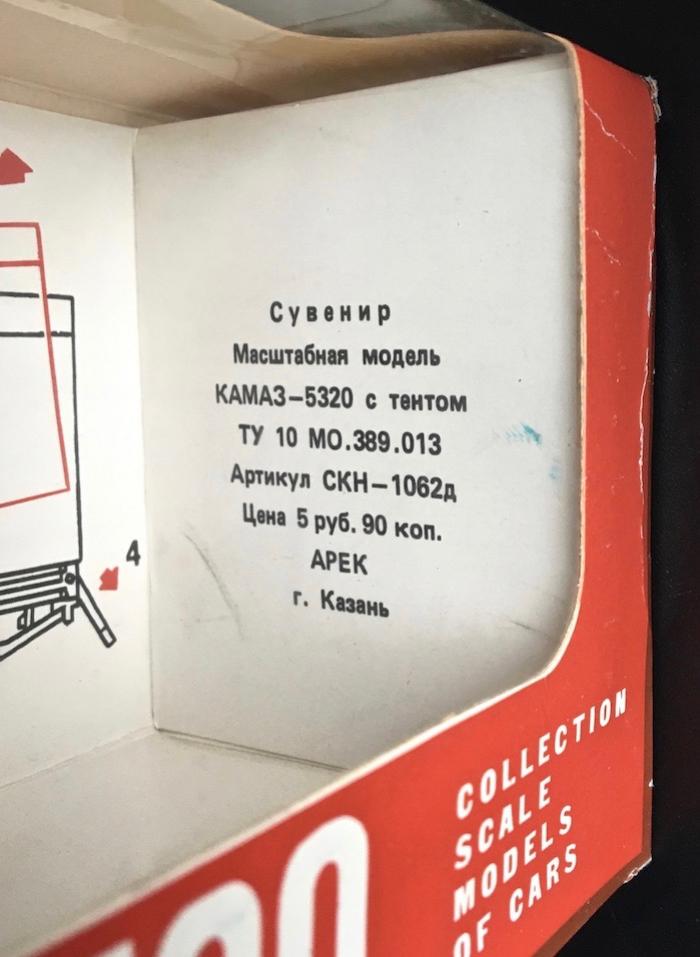 Сувенир
Масштабная модель
КАМАЗ–5320 с тентом
ТУ 10 МО.389.013
Артикул СКН–1062д
Цена 5 руб. 90 коп.
АРЕК
г. Казань
4
COLLECTION
SCALE
MODELS
OF CARS